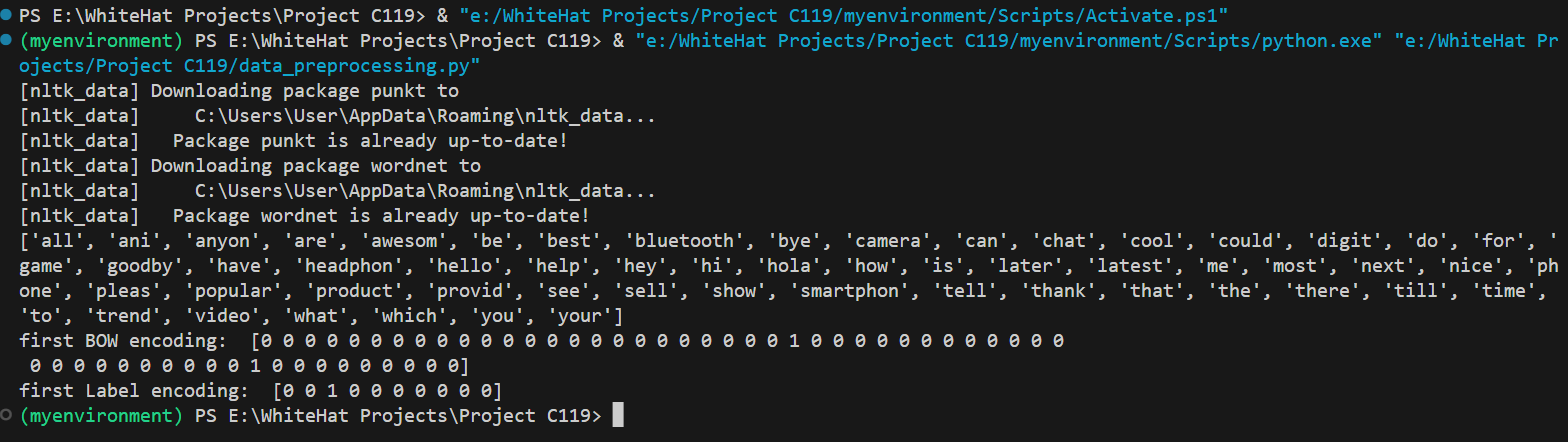 PS E:\WhiteHat Projects\Project C119> & "e:/WhiteHat Projects/Project C119/myenvironment/Scripts/Activate.ps1"
(myenvironment) PS E:\WhiteHat Projects\Project C119> & "e:/WhiteHat Projects/Project C119/myenvironment/Scripts/python.exe" "e:/WhiteHat Pr
ojects/Project C119/data_preprocessing.py"
[nltk_data] Downloading package punkt to
[nltk_data]     C:\Users\User\AppData\Roaming\nltk_data...
[nltk_data]   Package punkt is already up-to-date!
[nltk_data] Downloading package wordnet to
[nltk_data]     C:\Users\User\AppData\Roaming\nltk_data...
[nltk_data]   Package wordnet is already up-to-date!
['all', 'ani', 'anyon', 'are', 'awesom', 'be', 'best', 'bluetooth', 'bye', 'camera', 'can', 'chat', 'cool', 'could', 'digit', 'do', 'for', '
game', 'goodby', 'have', 'headphon', 'hello', 'help', 'hey', 'hi', 'hola', 'how', 'is', 'later', 'latest', 'me', 'most', 'next', 'nice', 'ph
one', 'pleas', 'popular', 'product', 'provid', 'see', 'sell', 'show', 'smartphon', 'tell', 'thank', 'that', 'the', 'there', 'till', 'time',
'to', 'trend', 'video', 'what', 'which', 'you', 'your']
first BOW encoding:  [0 0 0 0 0 0 0 0 0 0 0 0 0 0 0 0 0 0 0 0 0 0 0 0 1 0 0 0 0 0 0 0 0 0 0 0 0
 0 0 0 0 0 0 0 0 0 0 1 0 0 0 0 0 0 0 0 0]
first Label encoding:  [0 0 1 0 0 0 0 0 0 0]
(myenvironment) PS E:\WhiteHat Projects\Project C119>